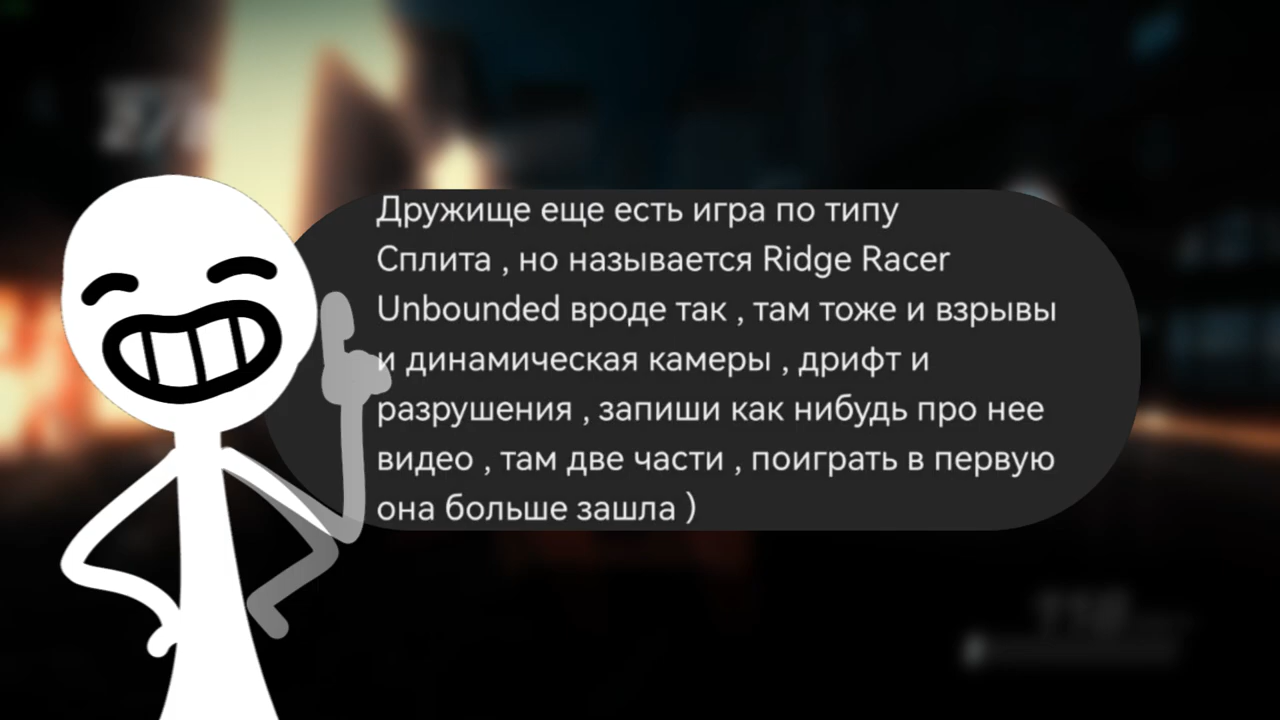 Дружище еще есть игра по типу
Сплита , но называется Ridge Racer
Unbounded вроде так , там тоже и взрывы
и динамическая камеры , дрифт и
разрушения , запиши как нибудь про нее
видео , там две части , поиграть в первую
она больше зашла )